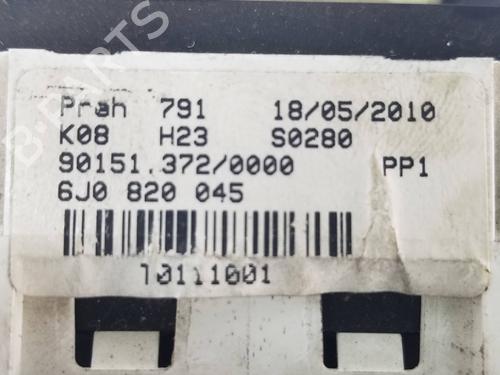 Prah 791 18/05/2010
K08 H23 S0280
90151.372/0000 PP1
6J0 820 045
10111001
B-PARTS